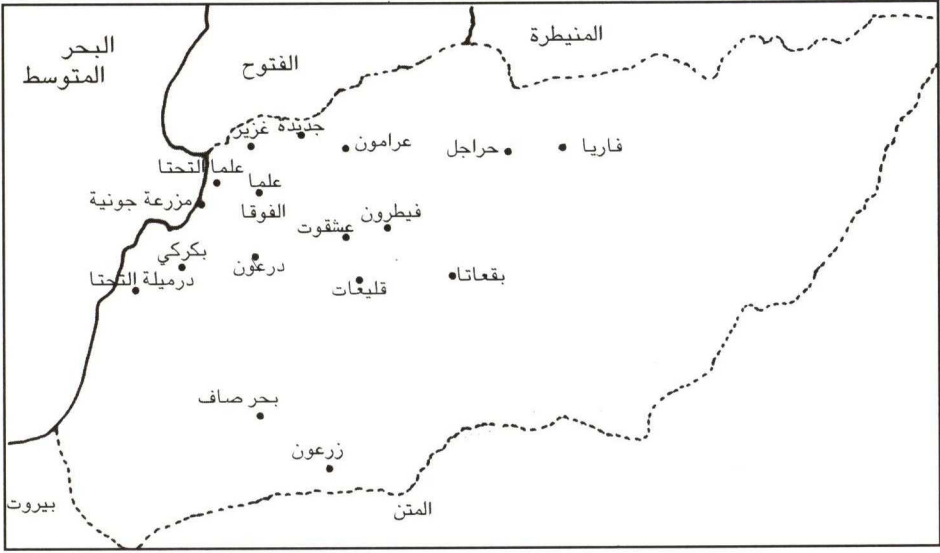 البحر
المتوسط
الفتوح
المنيطرة
جديدة غزير
عرامون
حراجل
فاريا
علما التحتا
علما
الفوقا
مزرعة جونية
عشقوت
فيطرون
بكركي
درعون
درميلة التحتا
قليعات
بقعاتا
بحر صاف
زرعون
المتن
بيروت